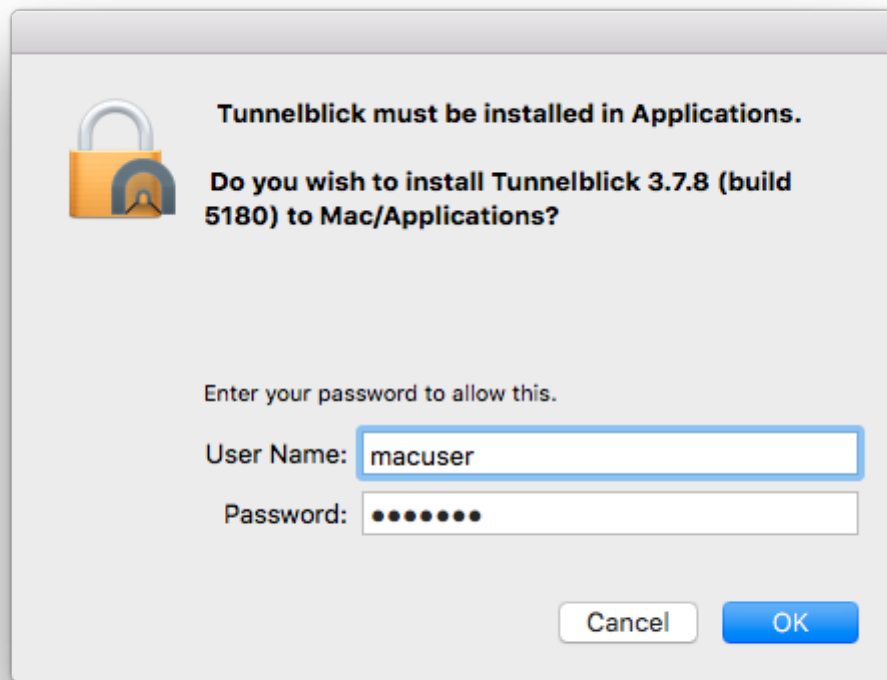 Tunnelblick must be installed in Applications.
Do you wish to install Tunnelblick 3.7.8 (build
5180) to Mac/Applications?
Enter your password to allow this.
User Name: macuser
Password: •••••••
Cancel OK